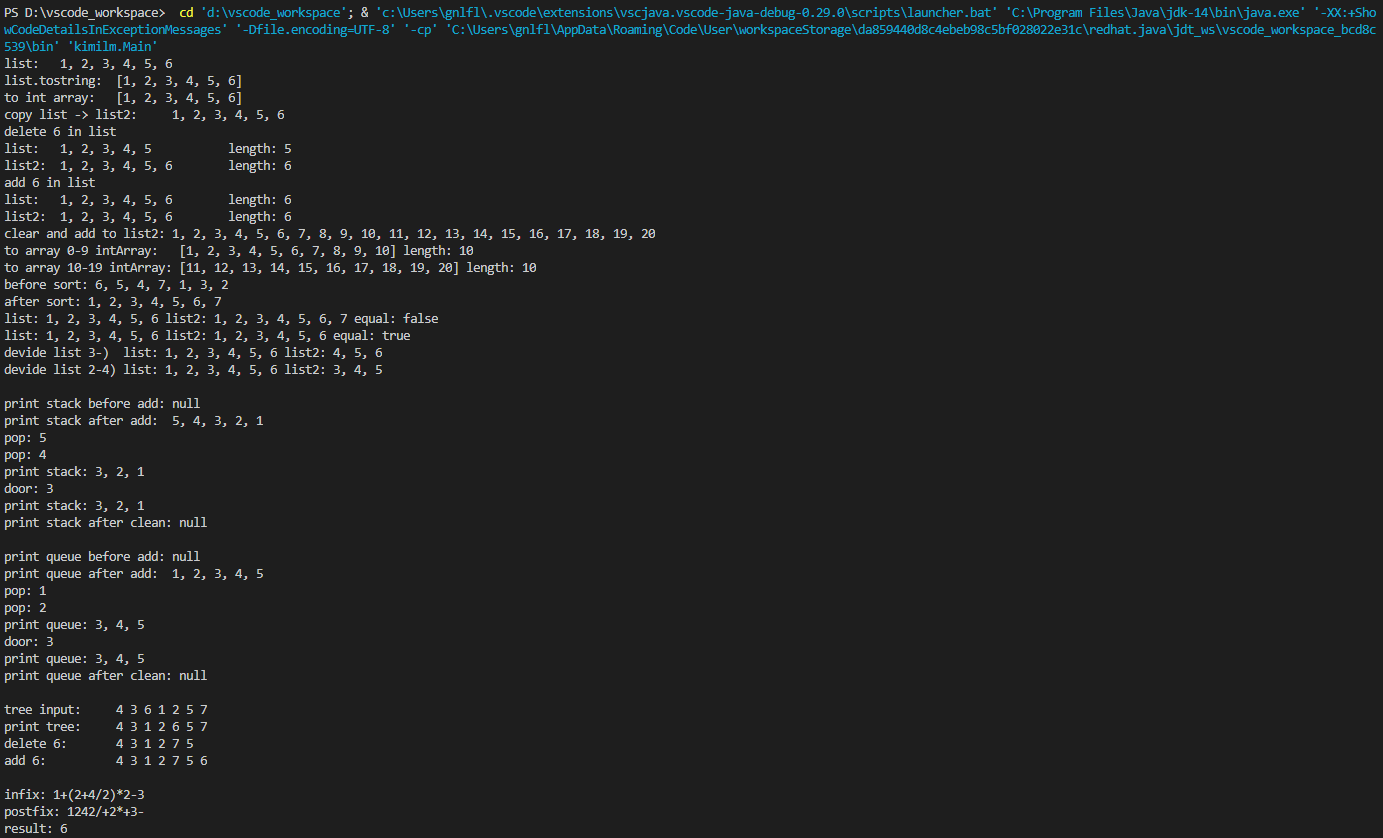 PS D:\vscode_workspace>  cd 'd:\vscode_workspace'; & 'c:\Users\gnlfl\.vscode\extensions\vscjava.vscode-java-debug-0.29.0\scripts\launcher.bat' 'C:\Program Files\Java\jdk-14\bin\java.exe' '-XX:+Sho
wCodeDetailsInExceptionMessages' '-Dfile.encoding=UTF-8' '-cp' 'C:\Users\gnlfl\AppData\Roaming\Code\User\workspaceStorage\da859440d8c4ebeb98c5bf028022e31c\redhat.java\jdt_ws\vscode_workspace_bcd8c
539\bin' 'kimilm.Main'
list:   1, 2, 3, 4, 5, 6
list.tostring:  [1, 2, 3, 4, 5, 6]
to int array:   [1, 2, 3, 4, 5, 6]
copy list -> list2:     1, 2, 3, 4, 5, 6
delete 6 in list
list:   1, 2, 3, 4, 5           length: 5
list2:  1, 2, 3, 4, 5, 6        length: 6
add 6 in list
list:   1, 2, 3, 4, 5, 6        length: 6
list2:  1, 2, 3, 4, 5, 6        length: 6
clear and add to list2: 1, 2, 3, 4, 5, 6, 7, 8, 9, 10, 11, 12, 13, 14, 15, 16, 17, 18, 19, 20
to array 0-9 intArray:   [1, 2, 3, 4, 5, 6, 7, 8, 9, 10] length: 10
to array 10-19 intArray: [11, 12, 13, 14, 15, 16, 17, 18, 19, 20] length: 10
before sort: 6, 5, 4, 7, 1, 3, 2
after sort: 1, 2, 3, 4, 5, 6, 7
list: 1, 2, 3, 4, 5, 6 list2: 1, 2, 3, 4, 5, 6, 7 equal: false
list: 1, 2, 3, 4, 5, 6 list2: 1, 2, 3, 4, 5, 6 equal: true
devide list 3-)  list: 1, 2, 3, 4, 5, 6 list2: 4, 5, 6
devide list 2-4) list: 1, 2, 3, 4, 5, 6 list2: 3, 4, 5

print stack before add: null
print stack after add:  5, 4, 3, 2, 1
pop: 5
pop: 4
print stack: 3, 2, 1
door: 3
print stack: 3, 2, 1
print stack after clean: null

print queue before add: null
print queue after add:  1, 2, 3, 4, 5
pop: 1
pop: 2
print queue: 3, 4, 5
door: 3
print queue: 3, 4, 5
print queue after clean: null

tree input:     4 3 6 1 2 5 7
print tree:     4 3 1 2 6 5 7
delete 6:       4 3 1 2 7 5
add 6:          4 3 1 2 7 5 6

infix: 1+(2+4/2)*2-3
postfix: 1242/+2*+3-
result: 6